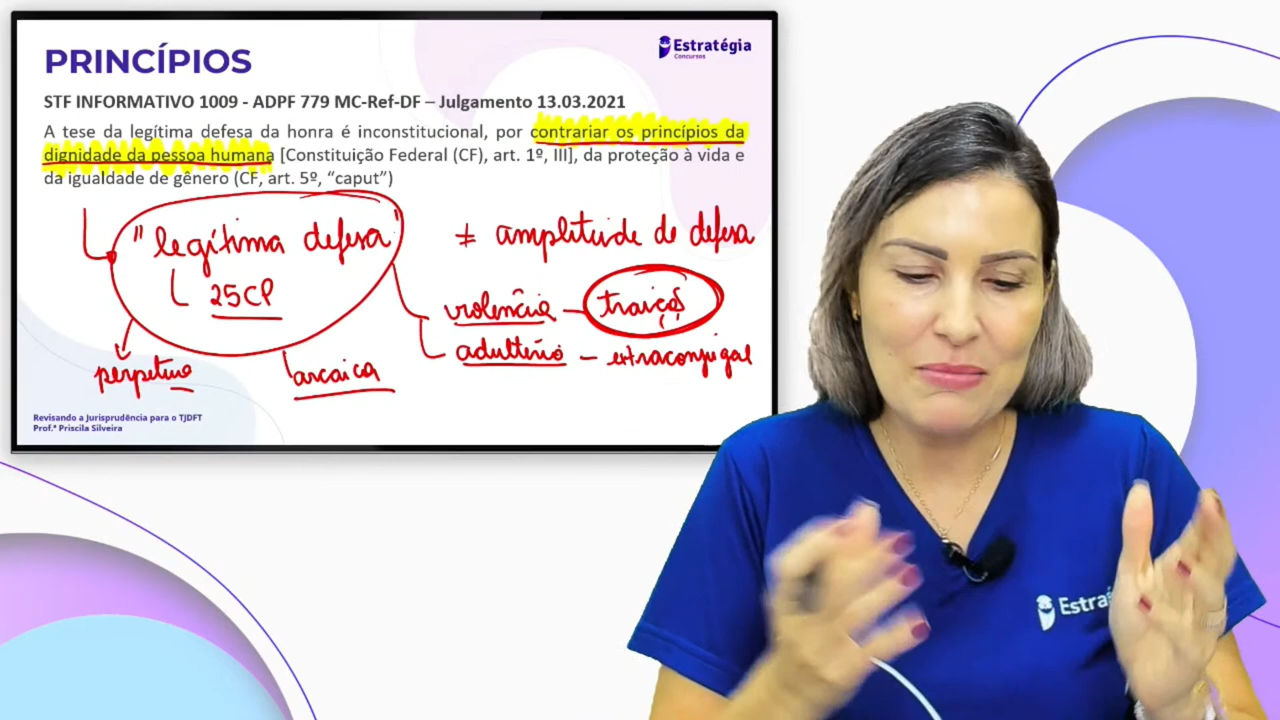 PRINCÍPIOS
Estratégia
Concursos
STF INFORMATIVO 1009 - ADPF 779 MC-Ref-DF – Julgamento 13.03.2021
A tese da legítima defesa da honra é inconstitucional, por contrariar os princípios da
dignidade da pessoa humana [Constituição Federal (CF), art. 1º, III], da proteção à vida e
da igualdade de gênero (CF, art. 5º, “caput”)
"legítima defesa" ≠ amplitude de defesa
25CP
violência – traição
adultério – extraconjugal
perpetua
arcaica
Revisando a Jurisprudência para o TJDFT
Prof.ª Priscila Silveira
Estraté